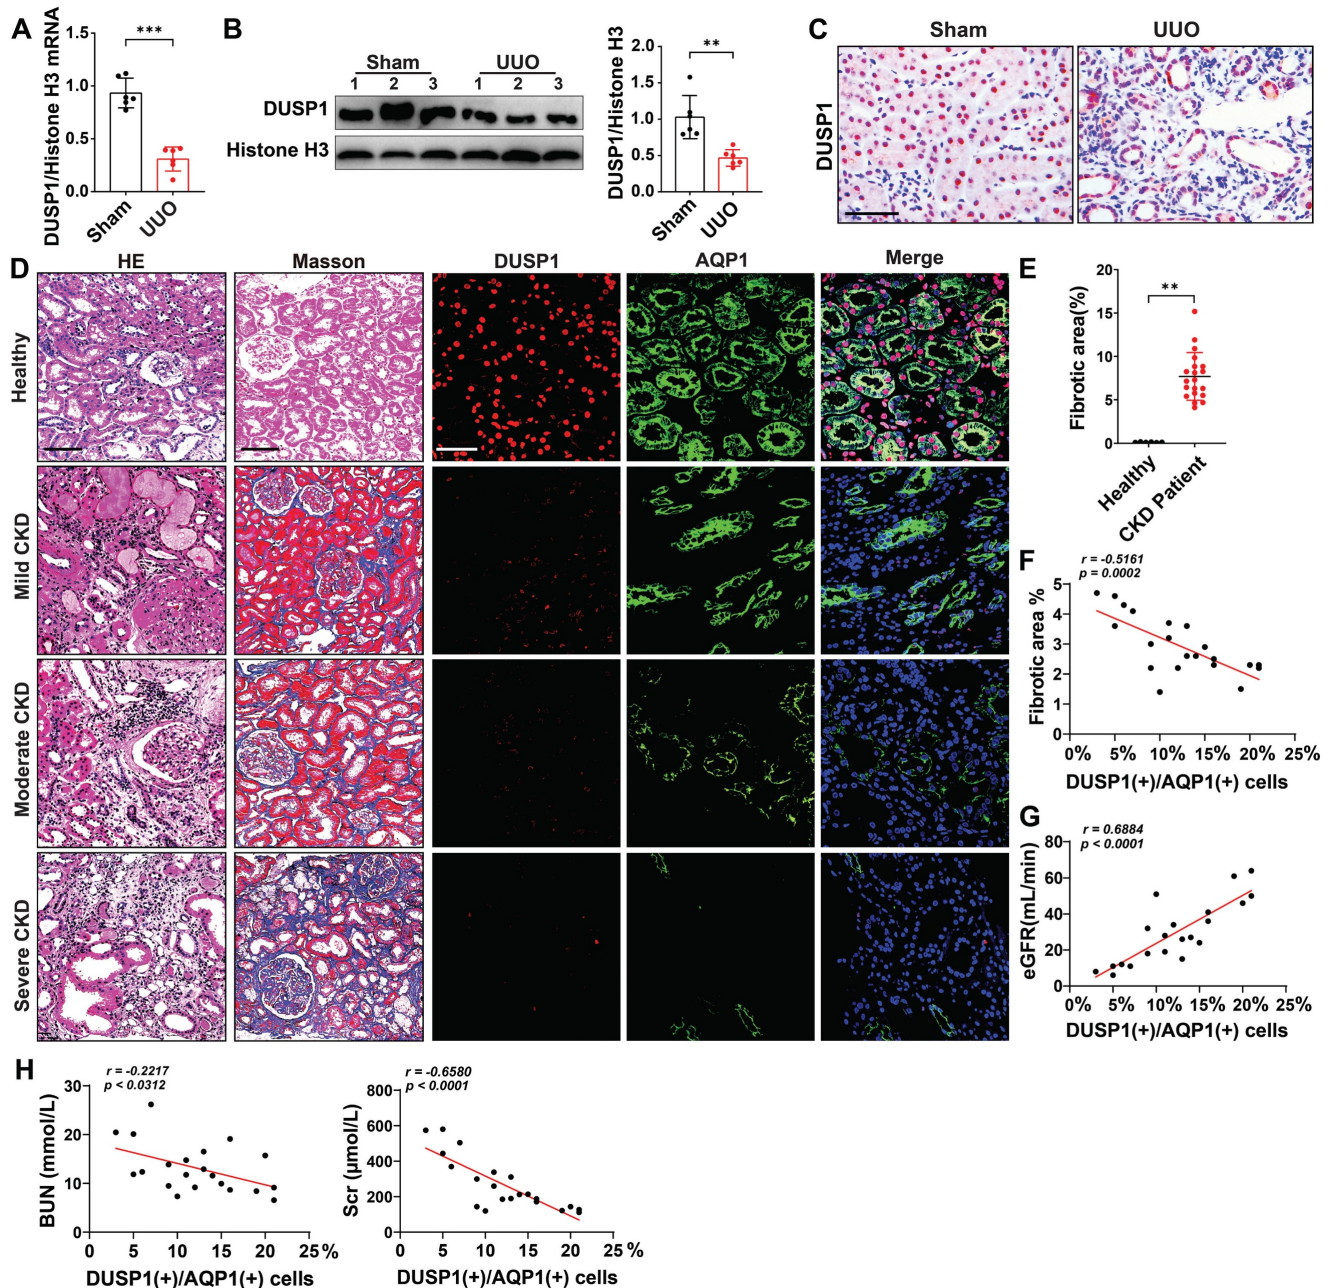 A
DUSP1/Histone H3 mRNA
1.5
1.0
0.5
0.0
***
Sham
UUO
B
Sham
UUO
1 2 3 1 2 3
DUSP1
Histone H3
DUSP1/Histone H3
2.0
1.5
1.0
0.5
0.0
**
Sham
UUO
C
Sham
UUO
DUSP1
D
HE
Masson
DUSP1
AQP1
Merge
Healthy
Mild CKD
Moderate CKD
Severe CKD
E
Fibrotic area(%)
20
15
10
5
0
**
Healthy
CKD Patient
F
r = -0.5161
p = 0.0002
Fibrotic area %
5
4
3
2
1
0
0% 5% 10% 15% 20% 25%
DUSP1(+)/AQP1(+) cells
G
r = 0.6884
p < 0.0001
eGFR(mL/min)
80
60
40
20
0
0% 5% 10% 15% 20% 25%
DUSP1(+)/AQP1(+) cells
H
r = -0.2217
p < 0.0312
BUN (mmol/L)
30
20
10
0
0 5 10 15 20 25 %
DUSP1(+)/AQP1(+) cells
r = -0.6580
p < 0.0001
Scr (μmol/L)
800
600
400
200
0
0 5 10 15 20 25 %
DUSP1(+)/AQP1(+) cells